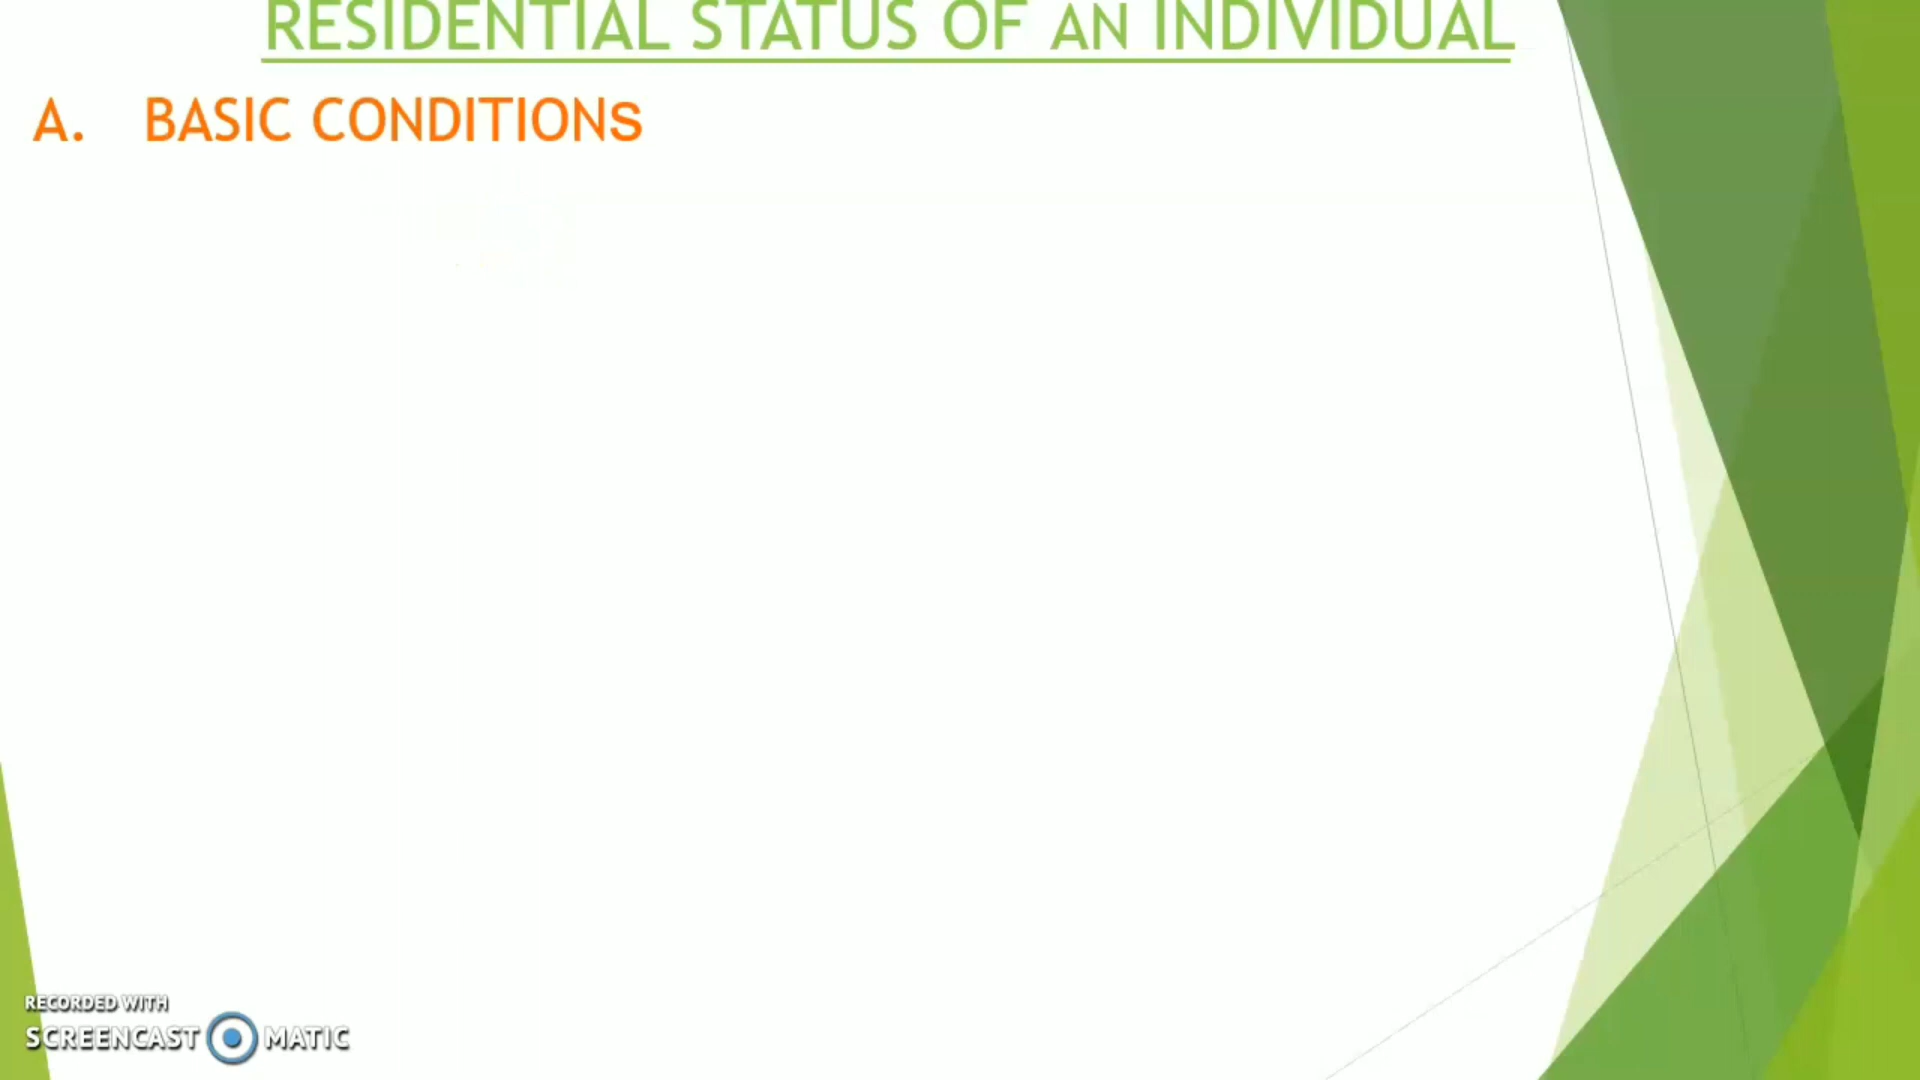 RESIDENTIAL STATUS OF AN INDIVIDUAL
A. BASIC CONDITIONS
RECORDED WITH
SCREENCAST MATIC